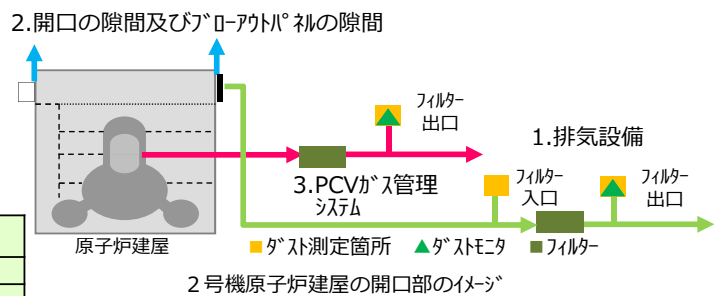 2.開口の隙間及びﾌﾞﾛｰｱｳﾄﾊﾟﾈﾙの隙間
ﾌｨﾙﾀｰ
出口
1.排気設備
3.PCVｶﾞｽ管理
ｼｽﾃﾑ
ﾌｨﾙﾀｰ
入口
ﾌｨﾙﾀｰ
出口
原子炉建屋
ﾀﾞｽﾄ測定箇所
ﾀﾞｽﾄﾓﾆﾀ
ﾌｨﾙﾀｰ
2号機原子炉建屋の開口部のｲﾒｰｼﾞ